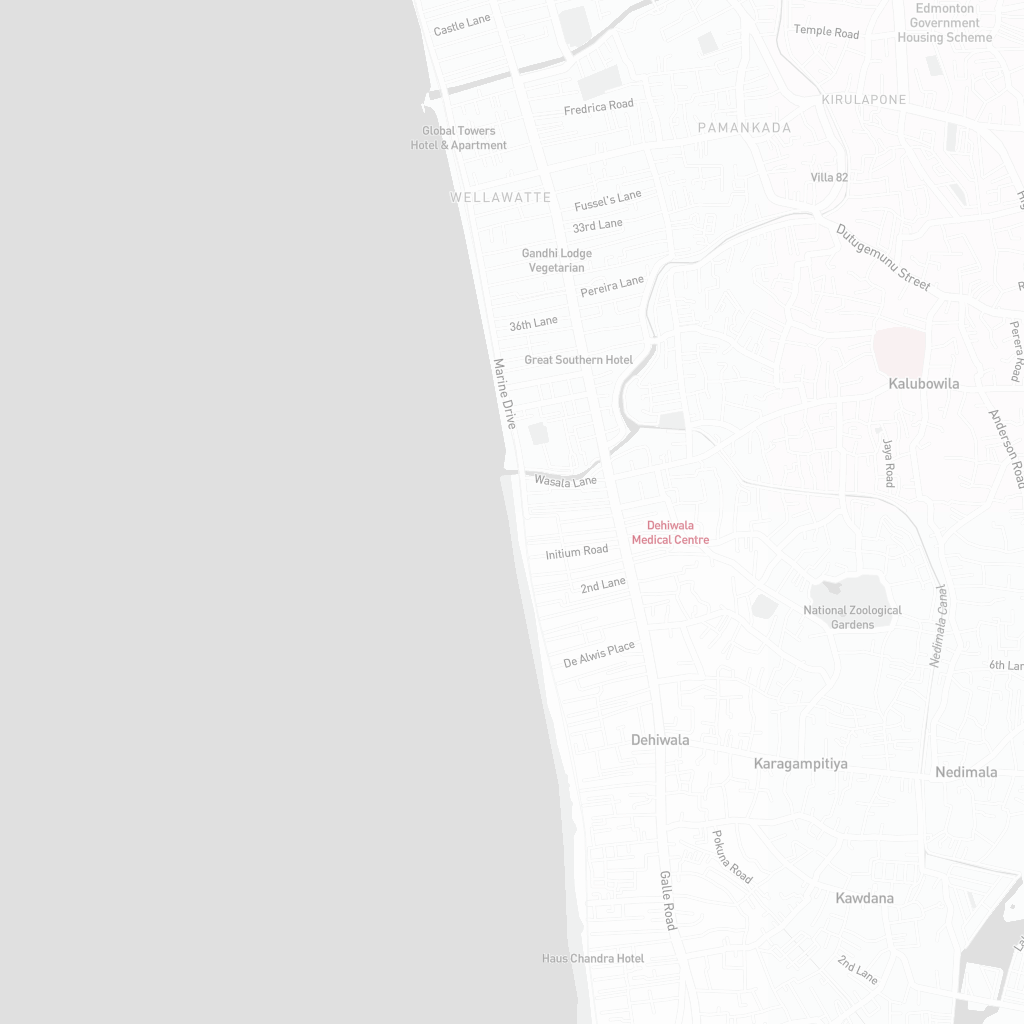 Castle Lane
Edmonton
Government
Housing Scheme
Temple Road
KIRULAPONE
Fredrica Road
Global Towers
Hotel & Apartment
PAMANKADA
Villa 82
WELLAWATTE
Fussel's Lane
33rd Lane
Dutugemunu Street
Gandhi Lodge
Vegetarian
Pereira Lane
36th Lane
Perera Road
Great Southern Hotel
Marine Drive
Kalubowila
Anderson Road
Jaya Road
Wasala Lane
Dehiwala
Medical Centre
Initium Road
2nd Lane
National Zoological
Gardens
Nedimala Canal
De Alwis Place
Dehiwala
Karagampitiya
Nedimala
Pokuna Road
Galle Road
Kawdana
Haus Chandra Hotel
2nd Lane